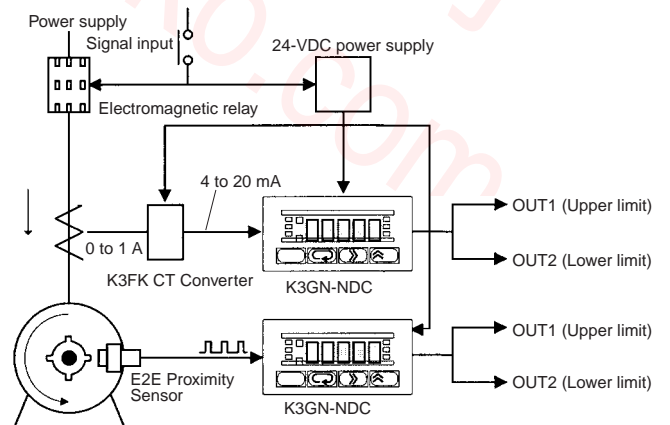 Power supply
Signal input
24-VDC power supply
Electromagnetic relay
4 to 20 mA
0 to 1 A
K3FK CT Converter
K3GN-NDC
OUT1 (Upper limit)
OUT2 (Lower limit)
E2E Proximity
Sensor
K3GN-NDC
OUT1 (Upper limit)
OUT2 (Lower limit)